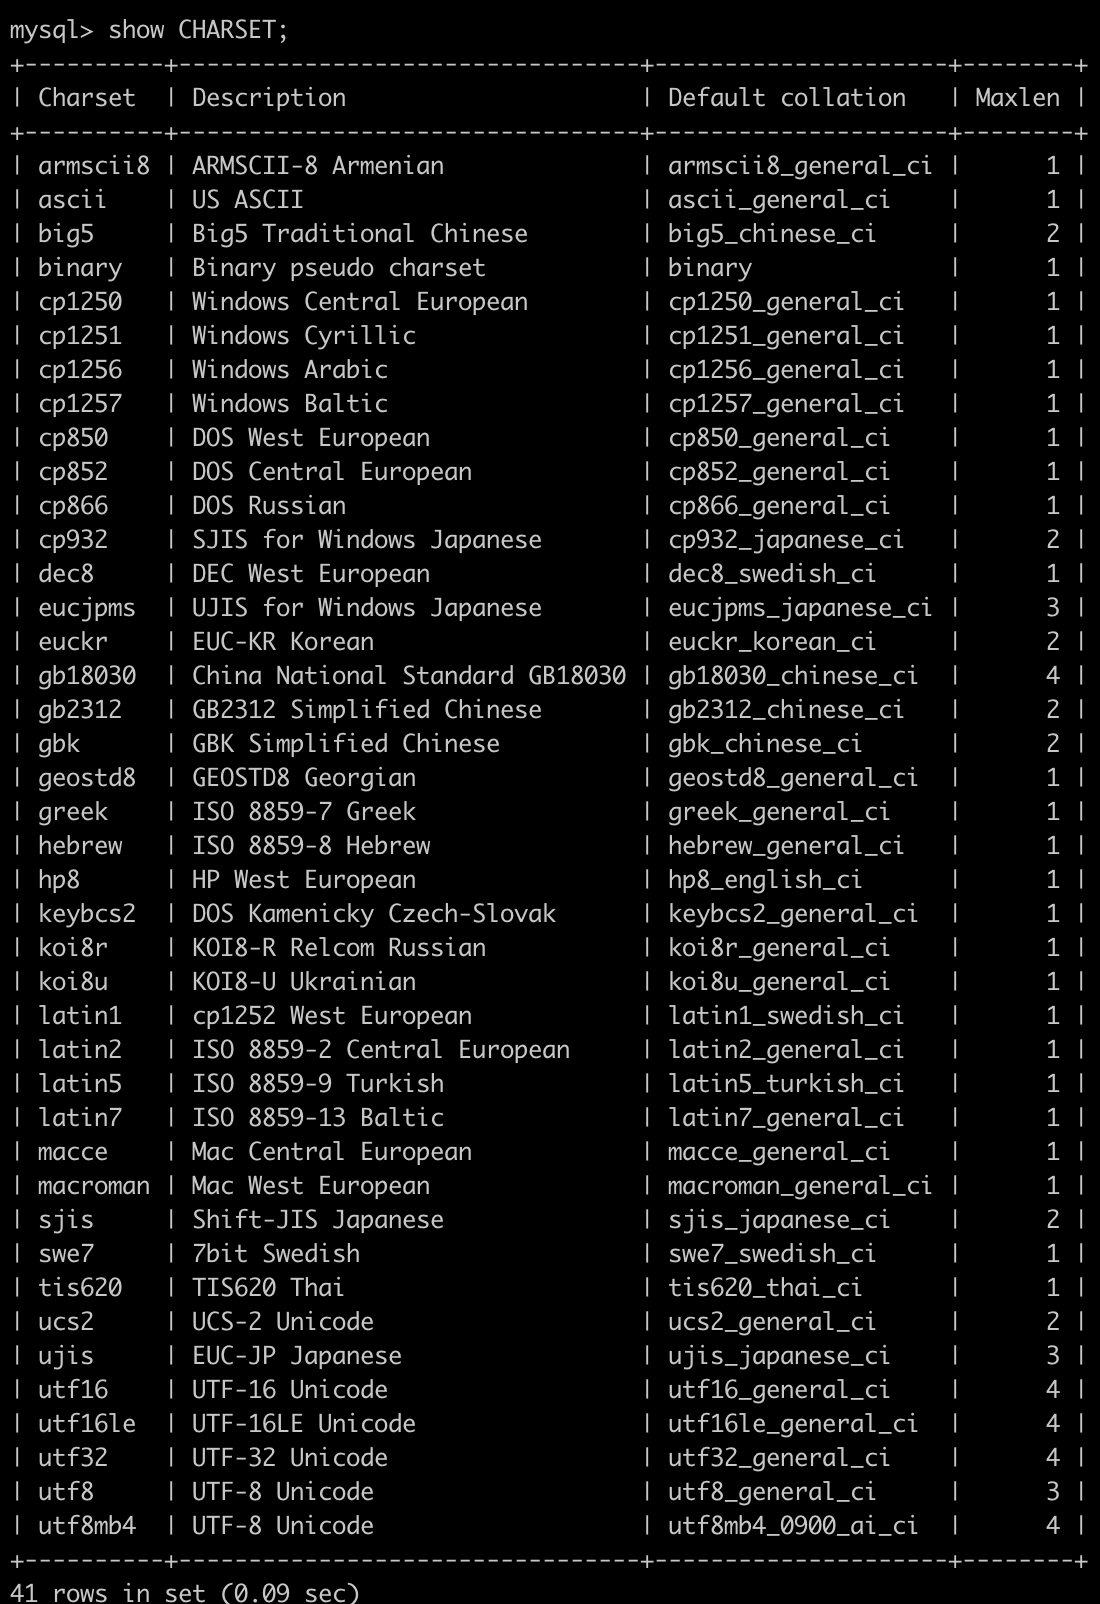 mysql> show CHARSET;
+----------+---------------------------------+---------------------+--------+
| Charset  | Description                     | Default collation   | Maxlen |
+----------+---------------------------------+---------------------+--------+
| armscii8 | ARMSCII-8 Armenian              | armscii8_general_ci |      1 |
| ascii    | US ASCII                        | ascii_general_ci    |      1 |
| big5     | Big5 Traditional Chinese        | big5_chinese_ci     |      2 |
| binary   | Binary pseudo charset           | binary              |      1 |
| cp1250   | Windows Central European        | cp1250_general_ci   |      1 |
| cp1251   | Windows Cyrillic                | cp1251_general_ci   |      1 |
| cp1256   | Windows Arabic                  | cp1256_general_ci   |      1 |
| cp1257   | Windows Baltic                  | cp1257_general_ci   |      1 |
| cp850    | DOS West European               | cp850_general_ci    |      1 |
| cp852    | DOS Central European            | cp852_general_ci    |      1 |
| cp866    | DOS Russian                     | cp866_general_ci    |      1 |
| cp932    | SJIS for Windows Japanese       | cp932_japanese_ci   |      2 |
| dec8     | DEC West European               | dec8_swedish_ci     |      1 |
| eucjpms  | UJIS for Windows Japanese       | eucjpms_japanese_ci |      3 |
| euckr    | EUC-KR Korean                   | euckr_korean_ci     |      2 |
| gb18030  | China National Standard GB18030 | gb18030_chinese_ci  |      4 |
| gb2312   | GB2312 Simplified Chinese       | gb2312_chinese_ci   |      2 |
| gbk      | GBK Simplified Chinese          | gbk_chinese_ci      |      2 |
| geostd8  | GEOSTD8 Georgian                | geostd8_general_ci  |      1 |
| greek    | ISO 8859-7 Greek                | greek_general_ci    |      1 |
| hebrew   | ISO 8859-8 Hebrew               | hebrew_general_ci   |      1 |
| hp8      | HP West European                | hp8_english_ci      |      1 |
| keybcs2  | DOS Kamenicky Czech-Slovak      | keybcs2_general_ci  |      1 |
| koi8r    | KOI8-R Relcom Russian           | koi8r_general_ci    |      1 |
| koi8u    | KOI8-U Ukrainian                | koi8u_general_ci    |      1 |
| latin1   | cp1252 West European            | latin1_swedish_ci   |      1 |
| latin2   | ISO 8859-2 Central European     | latin2_general_ci   |      1 |
| latin5   | ISO 8859-9 Turkish              | latin5_turkish_ci   |      1 |
| latin7   | ISO 8859-13 Baltic              | latin7_general_ci   |      1 |
| macce    | Mac Central European            | macce_general_ci    |      1 |
| macroman | Mac West European               | macroman_general_ci |      1 |
| sjis     | Shift-JIS Japanese              | sjis_japanese_ci    |      2 |
| swe7     | 7bit Swedish                    | swe7_swedish_ci     |      1 |
| tis620   | TIS620 Thai                     | tis620_thai_ci      |      1 |
| ucs2     | UCS-2 Unicode                   | ucs2_general_ci     |      2 |
| ujis     | EUC-JP Japanese                 | ujis_japanese_ci    |      3 |
| utf16    | UTF-16 Unicode                  | utf16_general_ci    |      4 |
| utf16le  | UTF-16LE Unicode                | utf16le_general_ci  |      4 |
| utf32    | UTF-32 Unicode                  | utf32_general_ci    |      4 |
| utf8     | UTF-8 Unicode                   | utf8_general_ci     |      3 |
| utf8mb4  | UTF-8 Unicode                   | utf8mb4_0900_ai_ci  |      4 |
+----------+---------------------------------+---------------------+--------+
41 rows in set (0.09 sec)